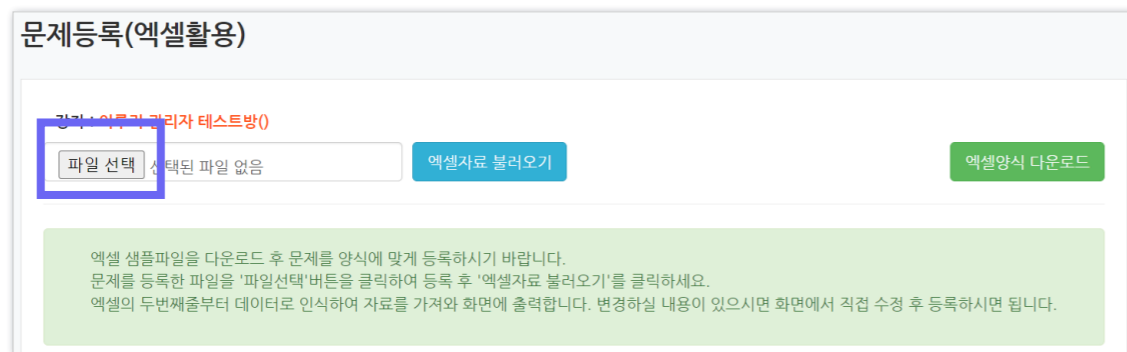 문제등록(엑셀활용)
관리자 테스트방()
파일 선택 선택된 파일 없음
엑셀자료 불러오기
엑셀양식 다운로드
엑셀 샘플파일을 다운로드 후 문제를 양식에 맞게 등록하시기 바랍니다.
문제를 등록한 파일을 '파일선택'버튼을 클릭하여 등록 후 '엑셀자료 불러오기'를 클릭하세요.
엑셀의 두번째줄부터 데이터로 인식하여 자료를 가져와 화면에 출력합니다. 변경하실 내용이 있으시면 화면에서 직접 수정 후 등록하시면 됩니다.